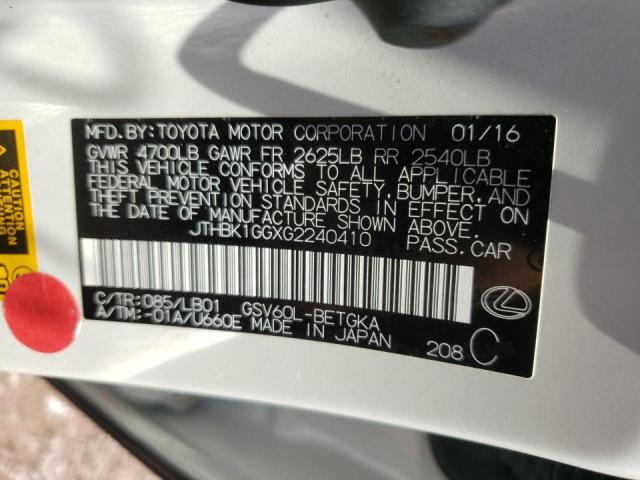 MFD.BY:TOYOTA MOTOR CORPORATION 01/16
GVWR 4700LB GAWR FR 2625LB RR 2540LB
THIS VEHICLE CONFORMS TO ALL APPLICABLE
FEDERAL MOTOR VEHICLE SAFETY,BUMPER,AND
THEFT PREVENTION STANDARDS IN EFFECT ON
THE DATE OF MANUFACTURE SHOWN ABOVE.
JTHBK1GGXG2240410 PASS.CAR
C/TR:085/LB01 GSV60L-BETGKA
A/TM:-01A/U660E MADE IN JAPAN
208 C
CAUTION
ATTENTION